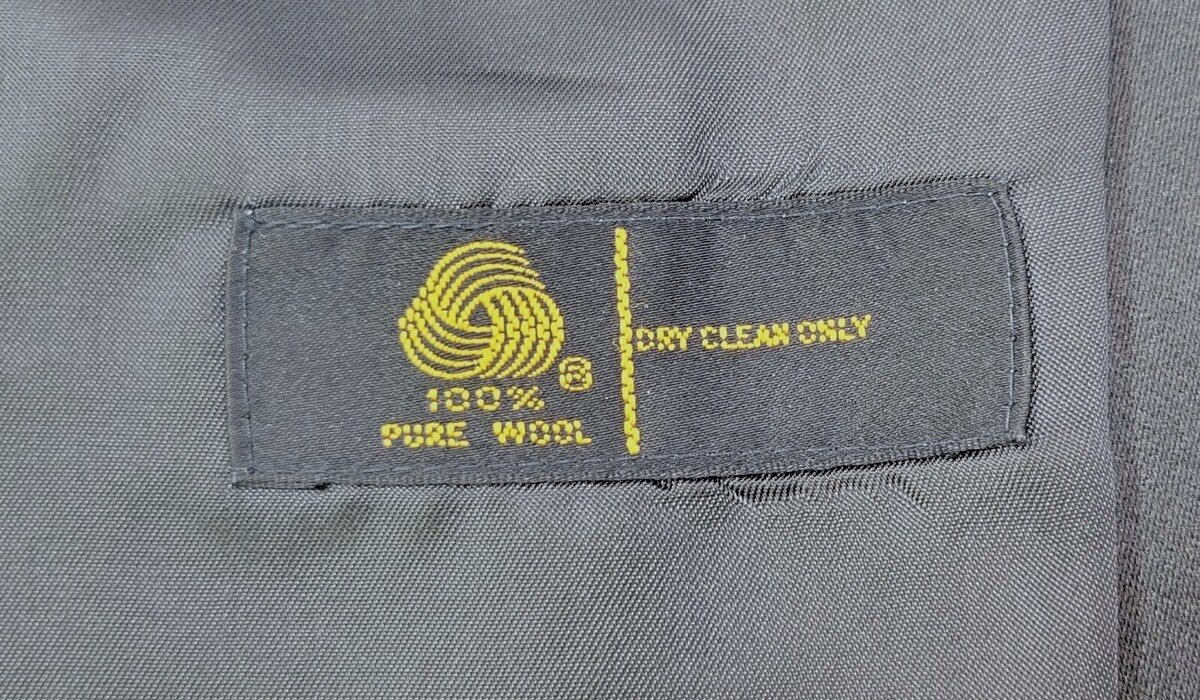 ®
100%
PURE WOOL
DRY CLEAN ONLY